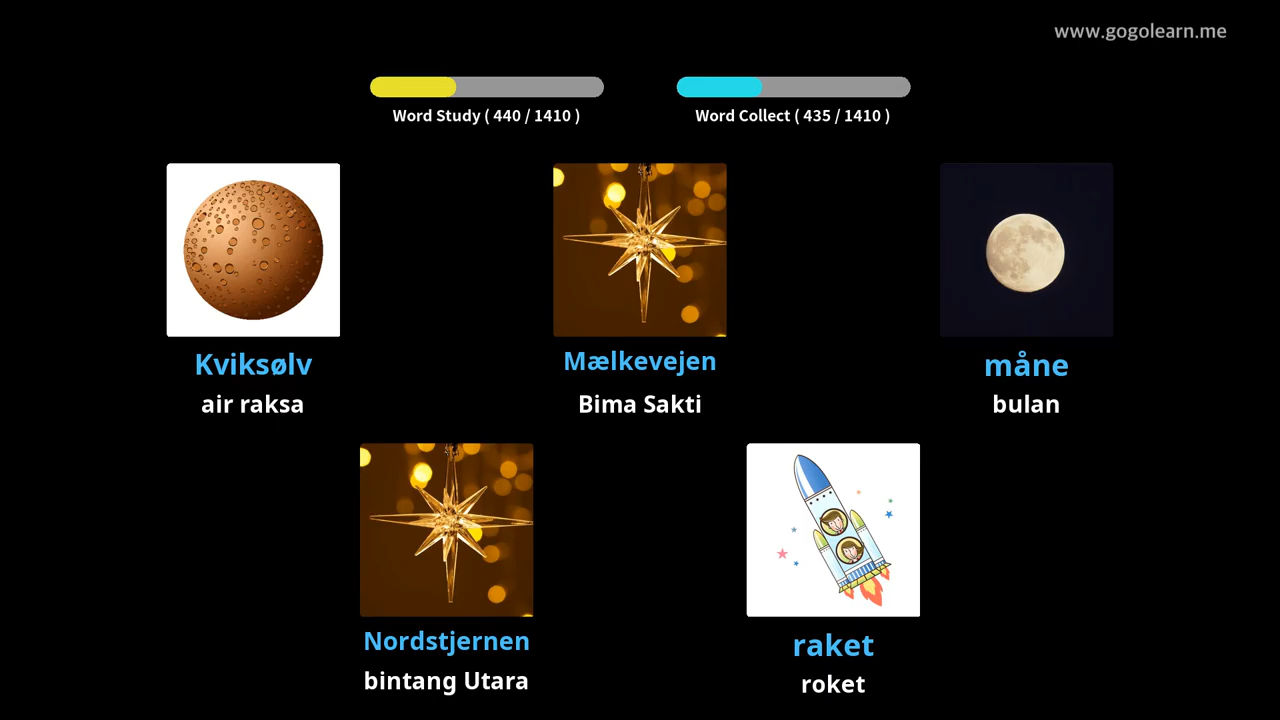 www.gogolearn.me
Word Study ( 440 / 1410 )
Word Collect ( 435 / 1410 )
Kviksølv
air raksa
Mælkevejen
Bima Sakti
måne
bulan
Nordstjernen
bintang Utara
raket
roket